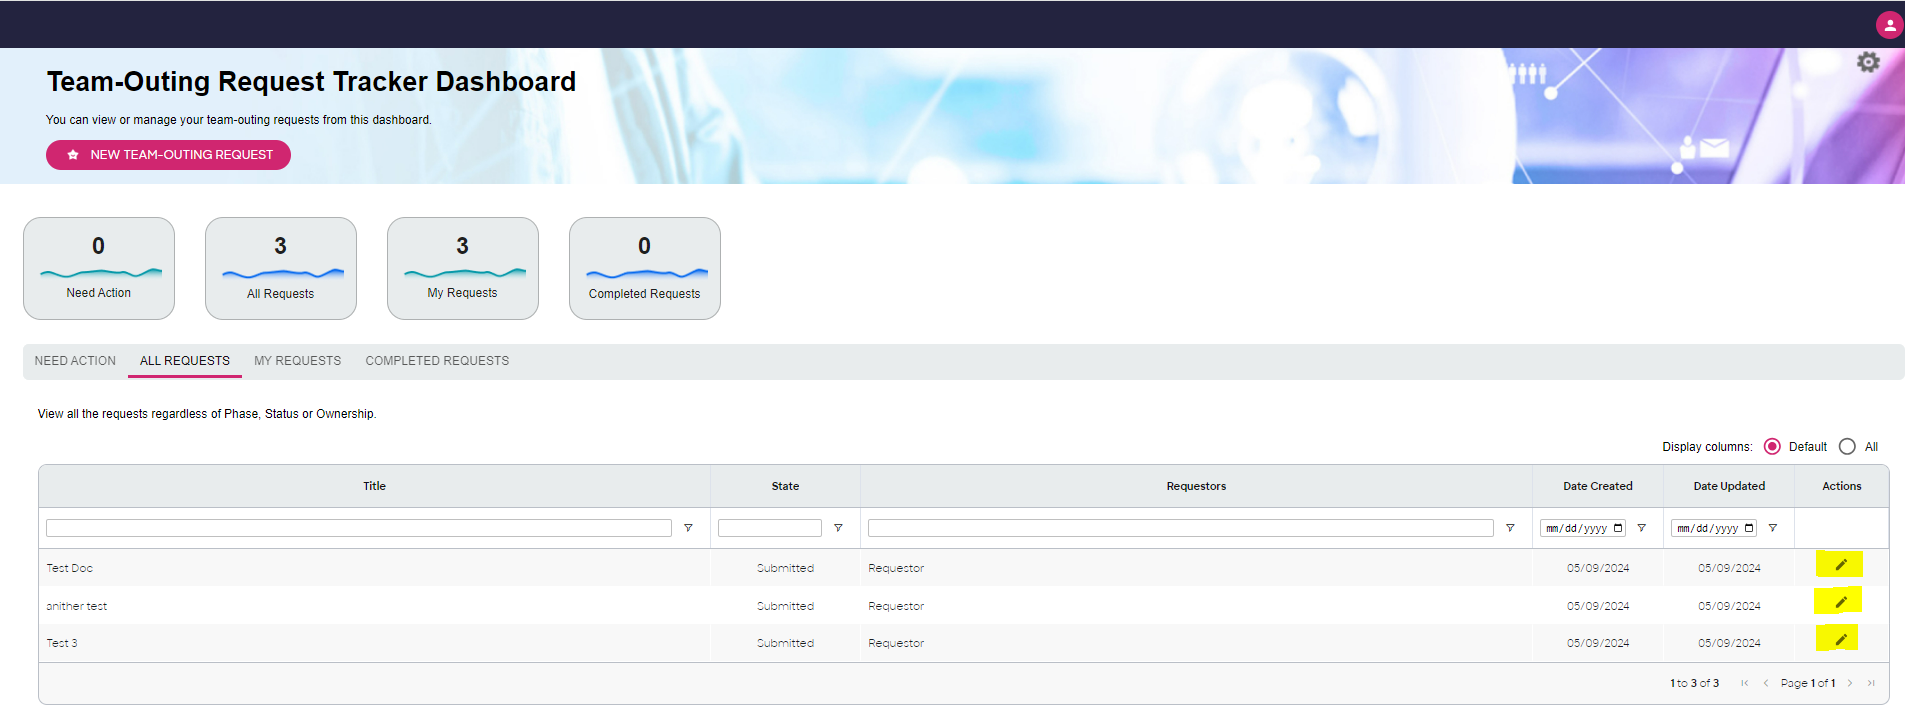 Team-Outing Request Tracker Dashboard
You can view or manage your team-outing requests from this dashboard.
NEW TEAM-OUTING REQUEST
0 3 3 0
Need Action All Requests My Requests Completed Requests
NEED ACTION ALL REQUESTS MY REQUESTS COMPLETED REQUESTS
View all the requests regardless of Phase, Status or Ownership.
Display columns: Default All
Title State Requestors Date Created Date Updated Actions
mm/dd/yyyy mm/dd/yyyy
Test Doc Submitted Requestor 05/09/2024 05/09/2024
anither test Submitted Requestor 05/09/2024 05/09/2024
Test 3 Submitted Requestor 05/09/2024 05/09/2024
1 to 3 of 3 Page 1 of 1